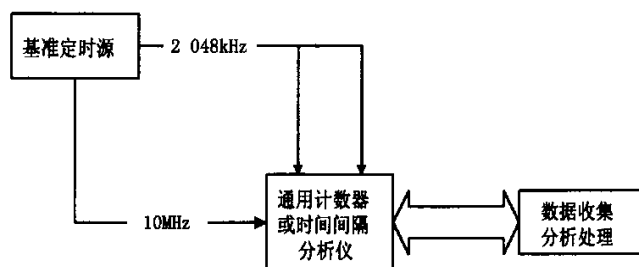 基准定时源
2 048kHz
10MHz
通用计数器
或时间间隔
分析仪
数据收集
分析处理